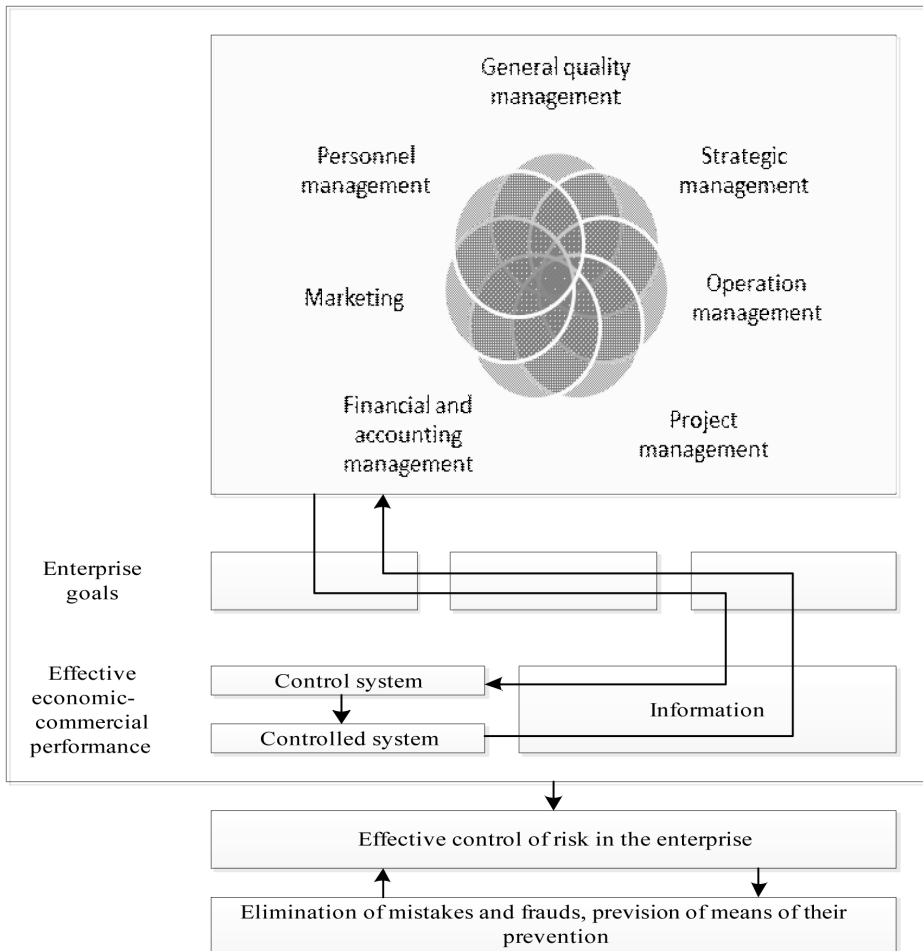 General quality
management
Personnel
management
Strategic
management
Marketing
Operation
management
Financial and
accounting
management
Project
management
Enterprise
goals
Effective
economic-
commercial
performance
Control system
Controlled system
Information
Effective control of risk in the enterprise
Elimination of mistakes and frauds, prevision of means of their
prevention